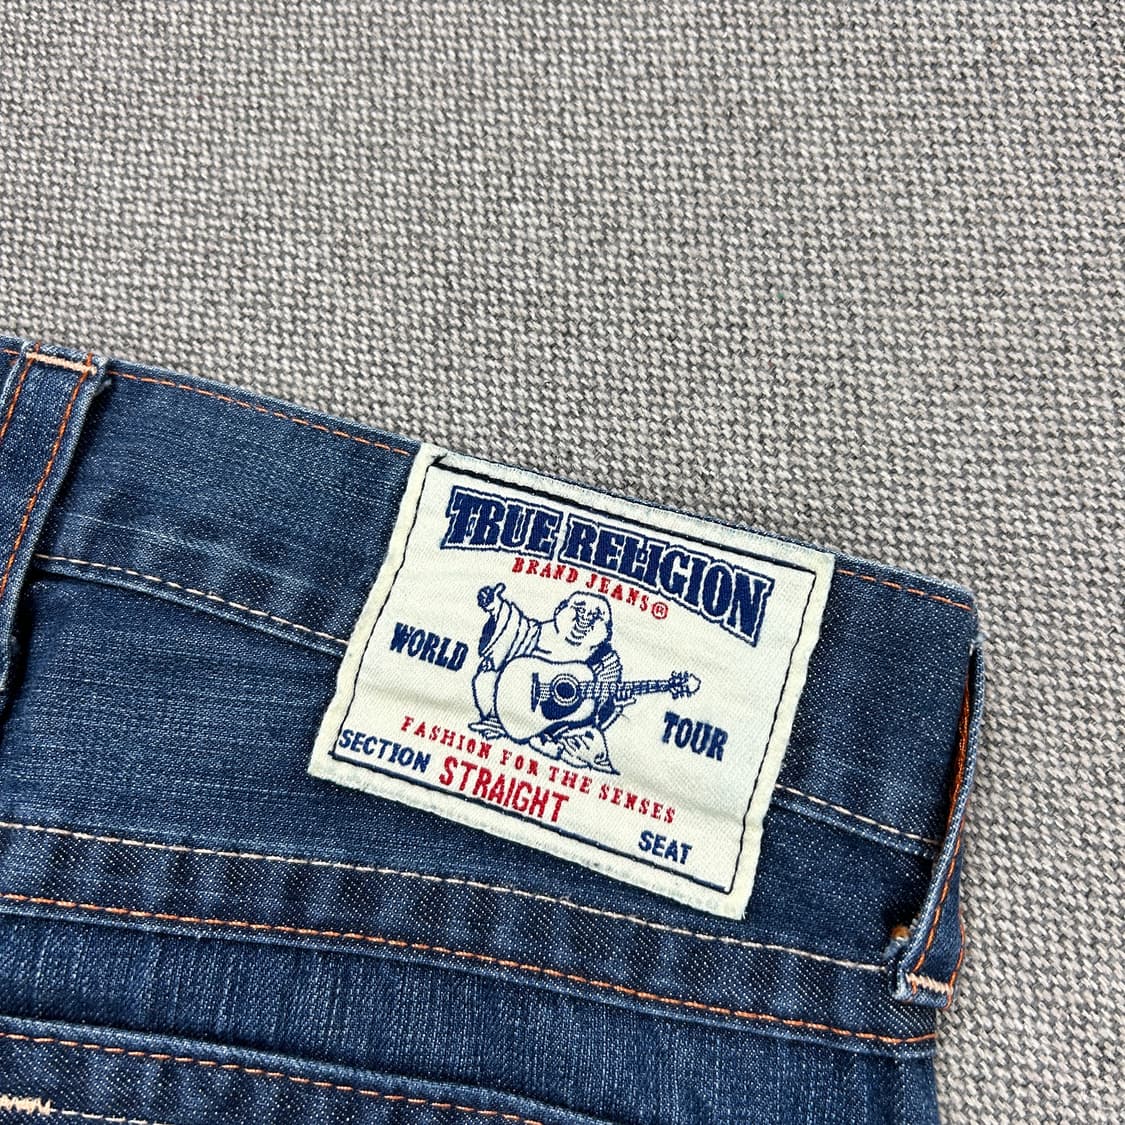 TRUE RELIGION
BRAND JEANS®
WORLD TOUR
FASHION FOR THE SENSES
SECTION STRAIGHT SEAT